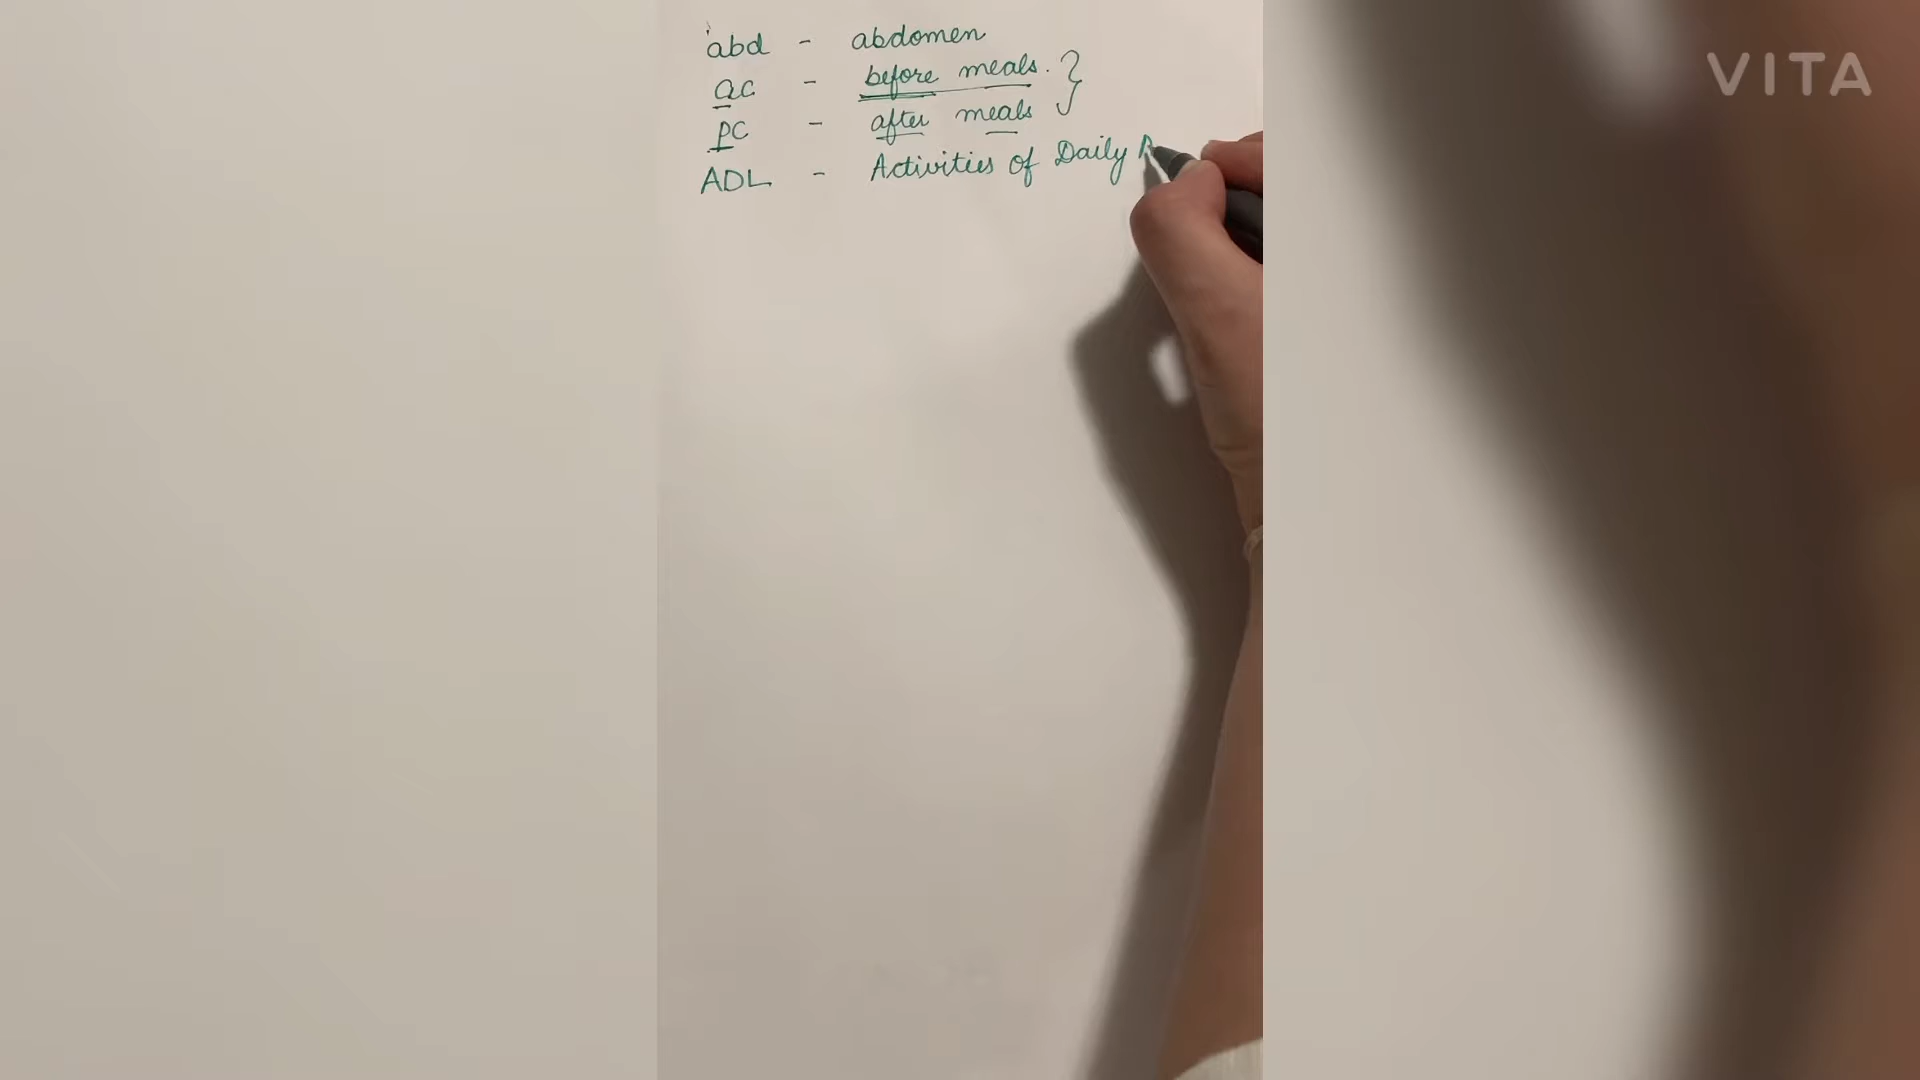 abd - abdomen
ac - before meals.
pc - after meals
ADL - Activities of Daily
VITA